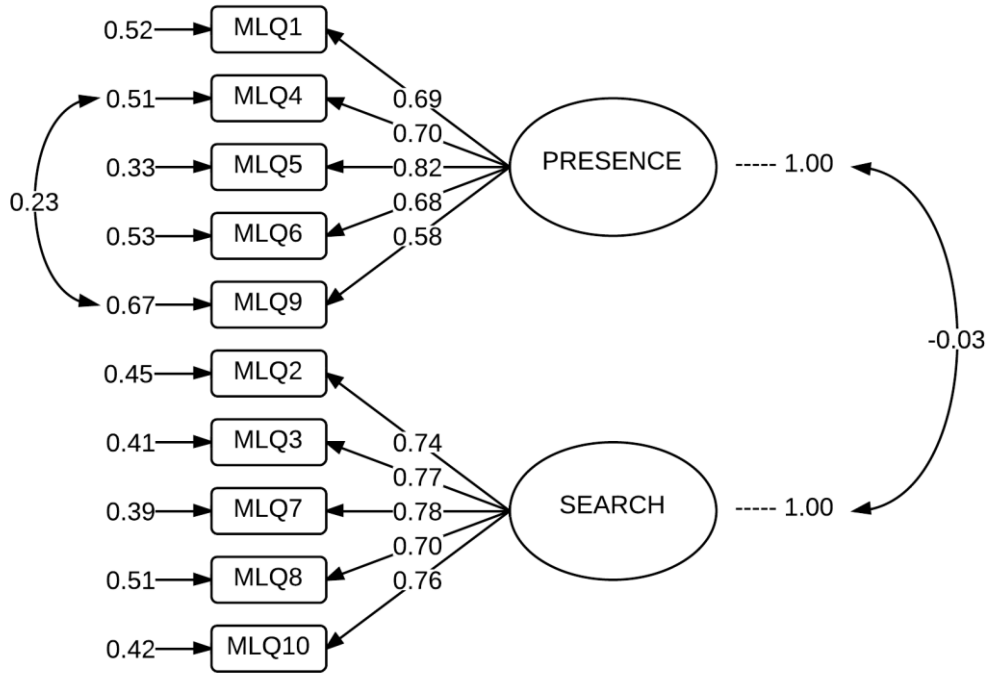 0.52 MLQ1
0.69
0.51 MLQ4
0.70
0.33 MLQ5 0.82 PRESENCE ----- 1.00
0.23 0.68
0.53 MLQ6 0.58
0.67 MLQ9
-0.03
0.45 MLQ2
0.41 MLQ3 0.74
0.77
0.39 MLQ7 0.78 SEARCH ----- 1.00
0.70
0.51 MLQ8 0.76
0.42 MLQ10